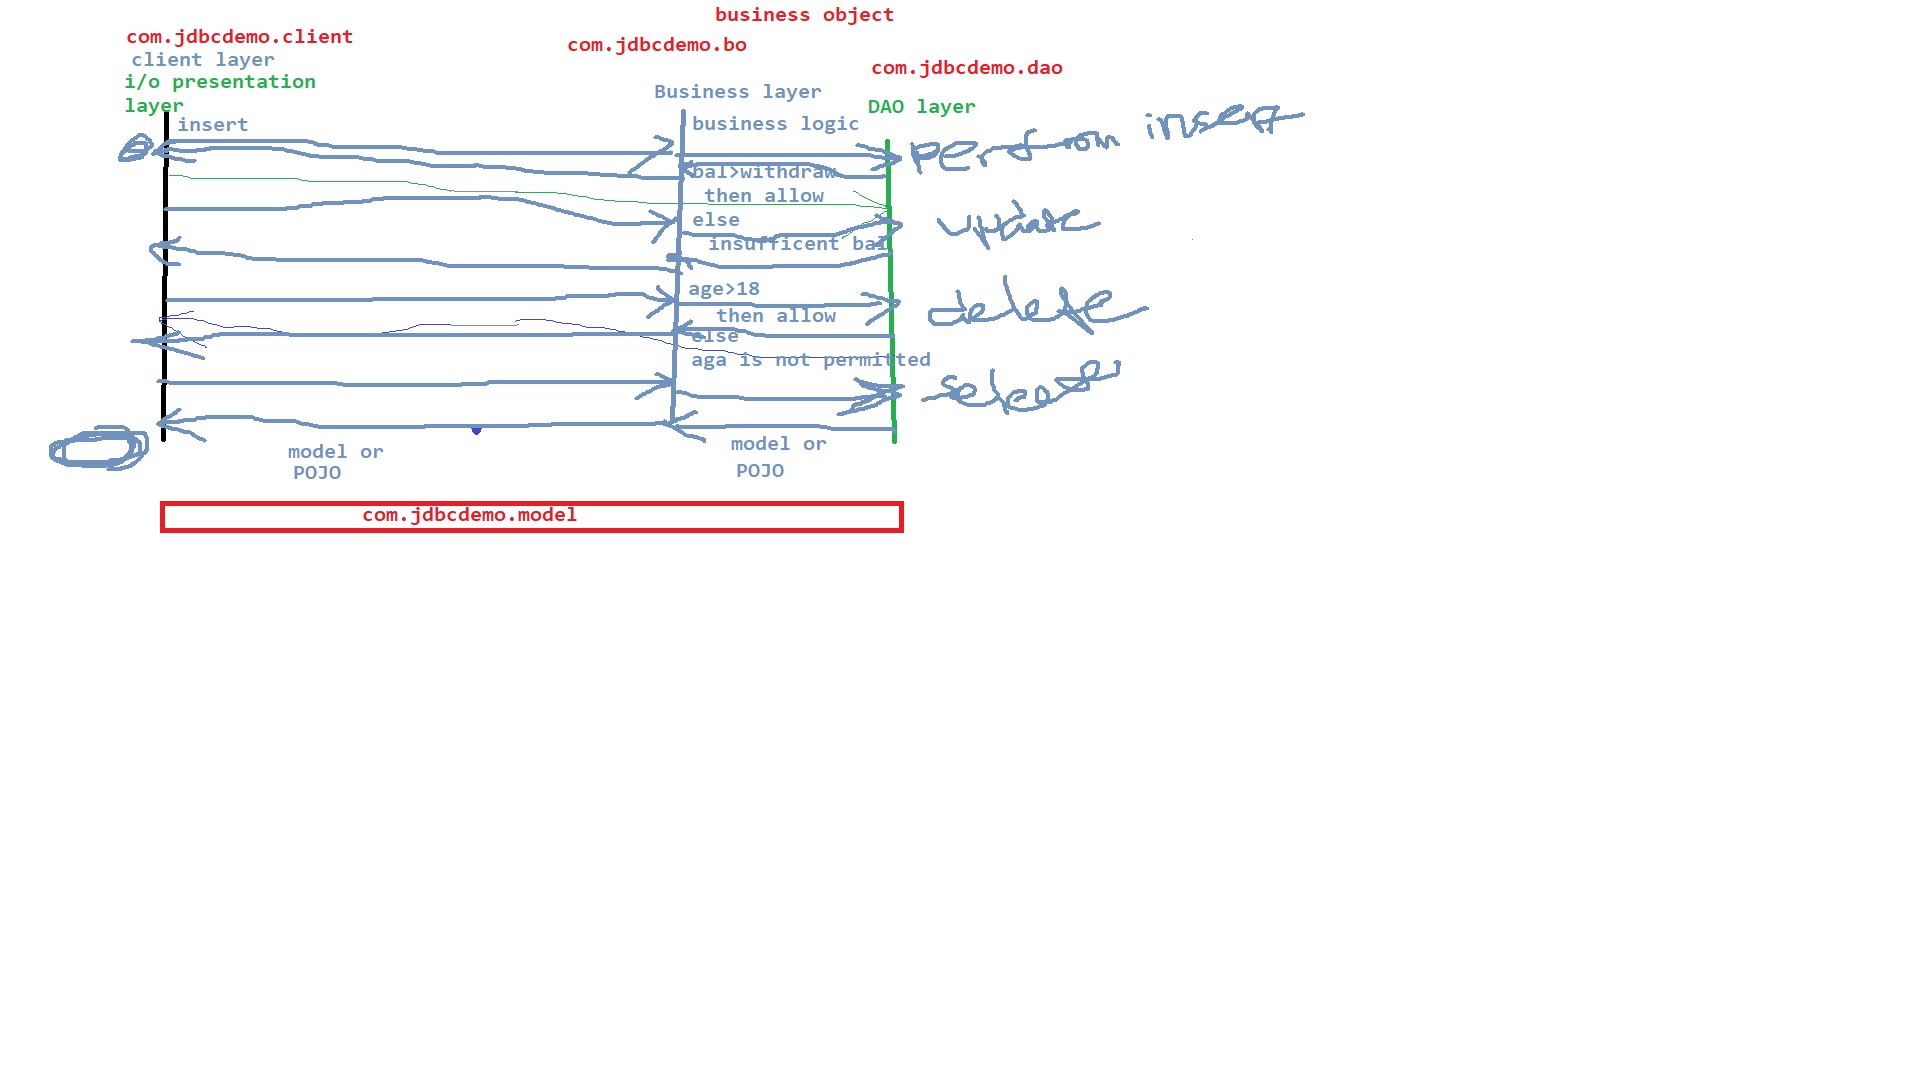 business object
com.jdbcdemo.client
com.jdbcdemo.bo
client layer
com.jdbcdemo.dao
i/o presentation
layer
Business layer
DAO layer
insert
business logic
perfrom insert
bal>withdraw
then allow
else
update
insufficent bal
age>18
delete
then allow
else
aga is not permitted
model or
POJO
model or
POJO
com.jdbcdemo.model